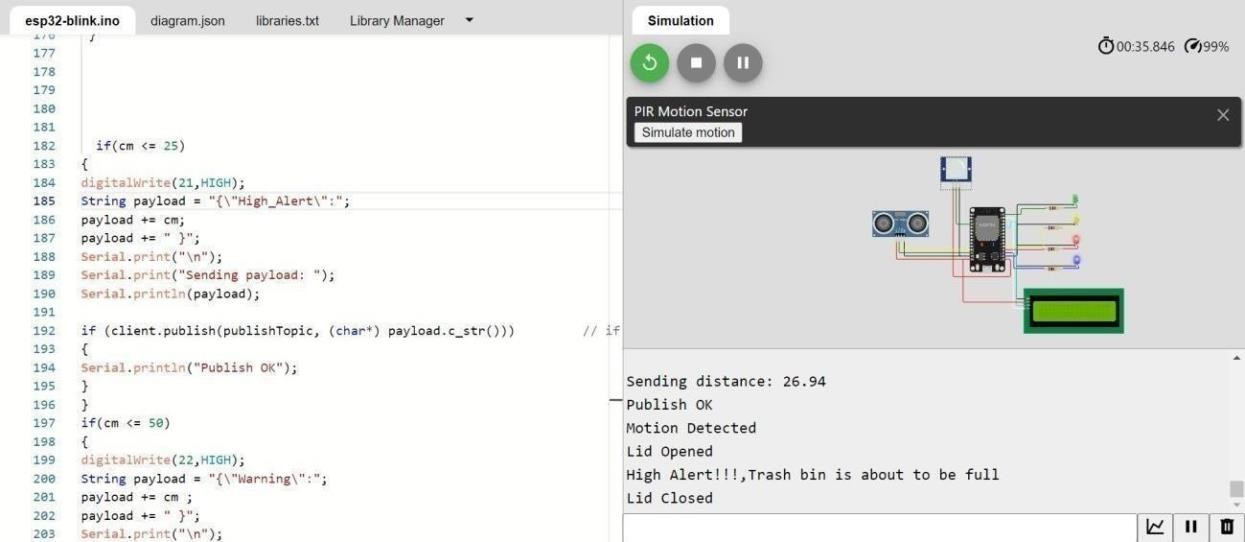 esp32-blink.ino diagram.json libraries.txt Library Manager
176 }
177
178
179
180
181
182 if(cm <= 25)
183 {
184 digitalWrite(21,HIGH);
185 String payload = "{\"High_Alert\":";
186 payload += cm;
187 payload += " }";
188 Serial.print("\n");
189 Serial.print("Sending payload: ");
190 Serial.println(payload);
191
192 if (client.publish(publishTopic, (char*) payload.c_str())) // if
193 {
194 Serial.println("Publish OK");
195 }
196 }
197 if(cm <= 50)
198 {
199 digitalWrite(22,HIGH);
200 String payload = "{\"Warning\":";
201 payload += cm ;
202 payload += " }";
203 Serial.print("\n");
Simulation
00:35.846 99%
PIR Motion Sensor
Simulate motion
Sending distance: 26.94
Publish OK
Motion Detected
Lid Opened
High Alert!!!,Trash bin is about to be full
Lid Closed